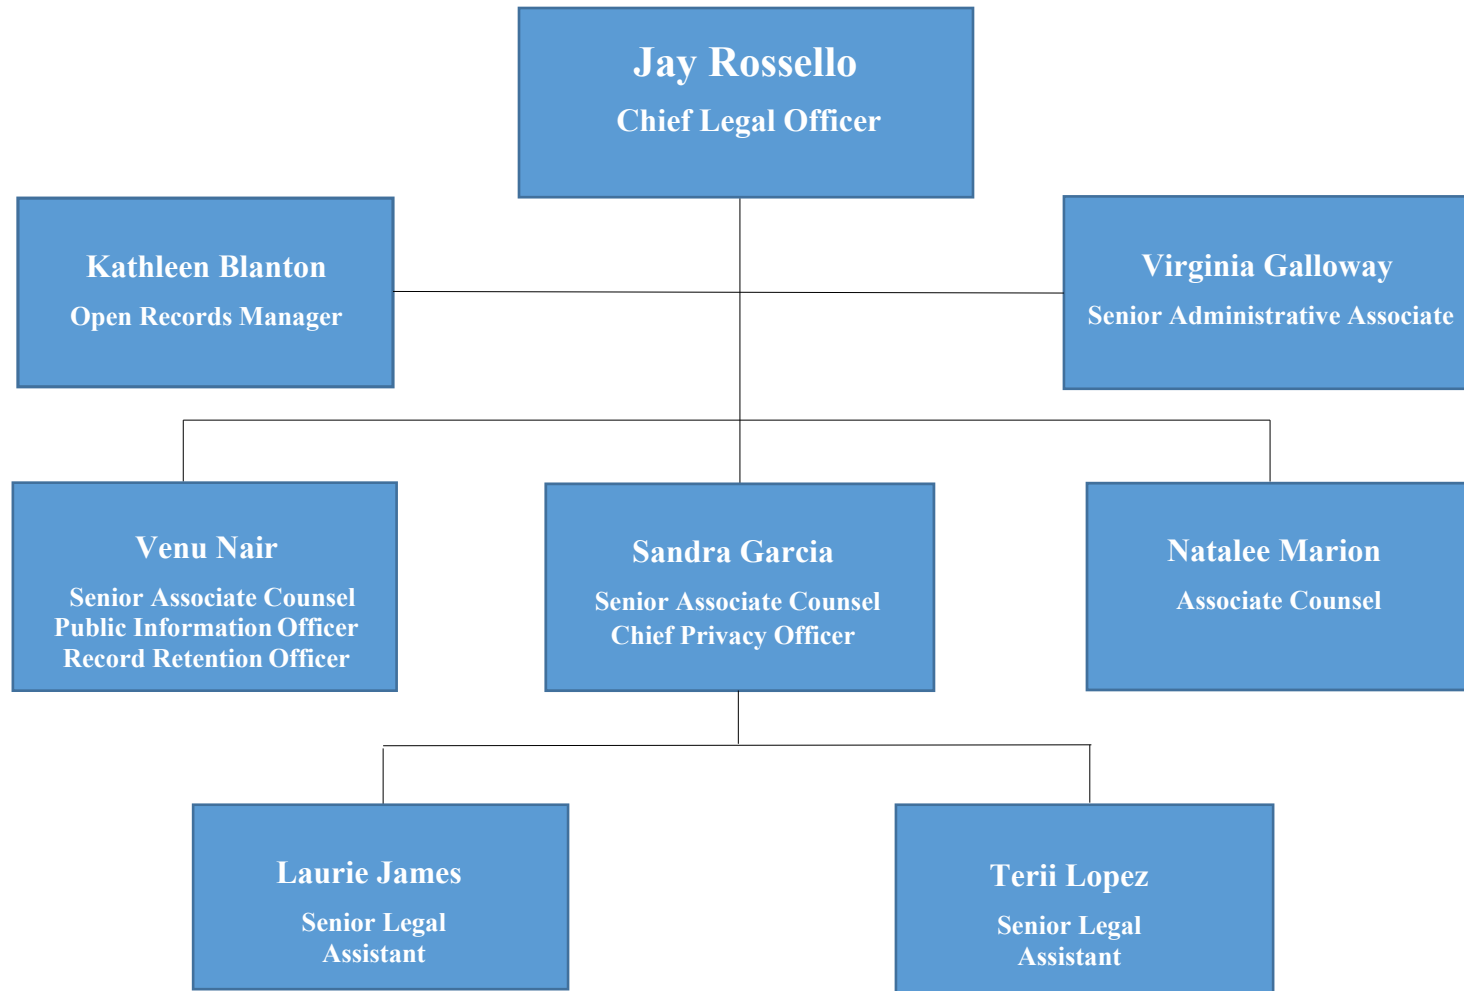 Jay Rossello
Chief Legal Officer
Kathleen Blanton
Open Records Manager
Virginia Galloway
Senior Administrative Associate
Venu Nair
Senior Associate Counsel
Public Information Officer
Record Retention Officer
Sandra Garcia
Senior Associate Counsel
Chief Privacy Officer
Natalee Marion
Associate Counsel
Laurie James
Senior Legal
Assistant
Terii Lopez
Senior Legal
Assistant